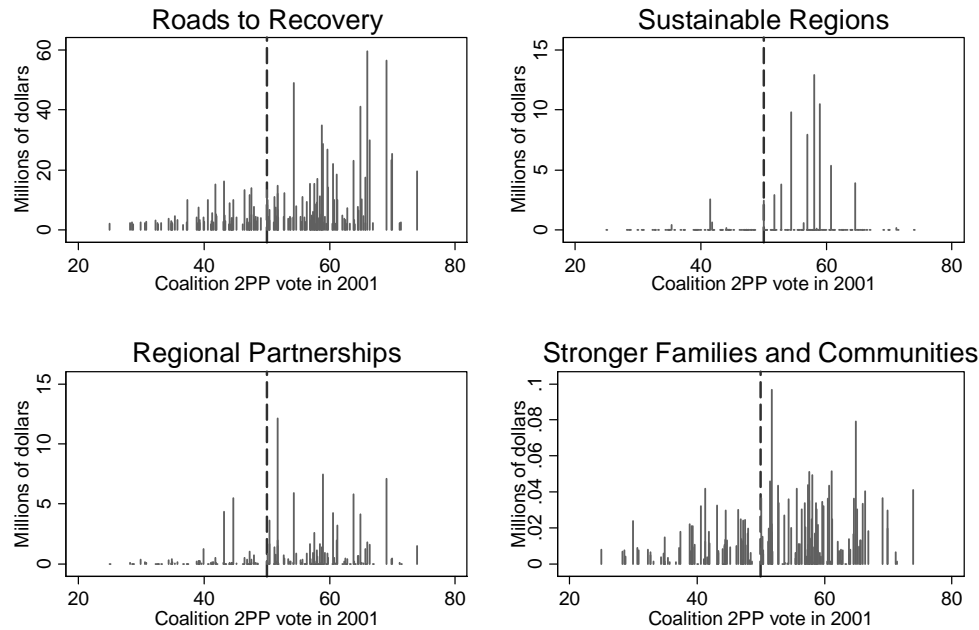 Roads to Recovery
Millions of dollars
0 20 40 60
20 40 60 80
Coalition 2PP vote in 2001
Sustainable Regions
Millions of dollars
0 5 10 15
20 40 60 80
Coalition 2PP vote in 2001
Regional Partnerships
Millions of dollars
0 5 10 15
20 40 60 80
Coalition 2PP vote in 2001
Stronger Families and Communities
Millions of dollars
0 .02 .04 .06 .08 .1
20 40 60 80
Coalition 2PP vote in 2001